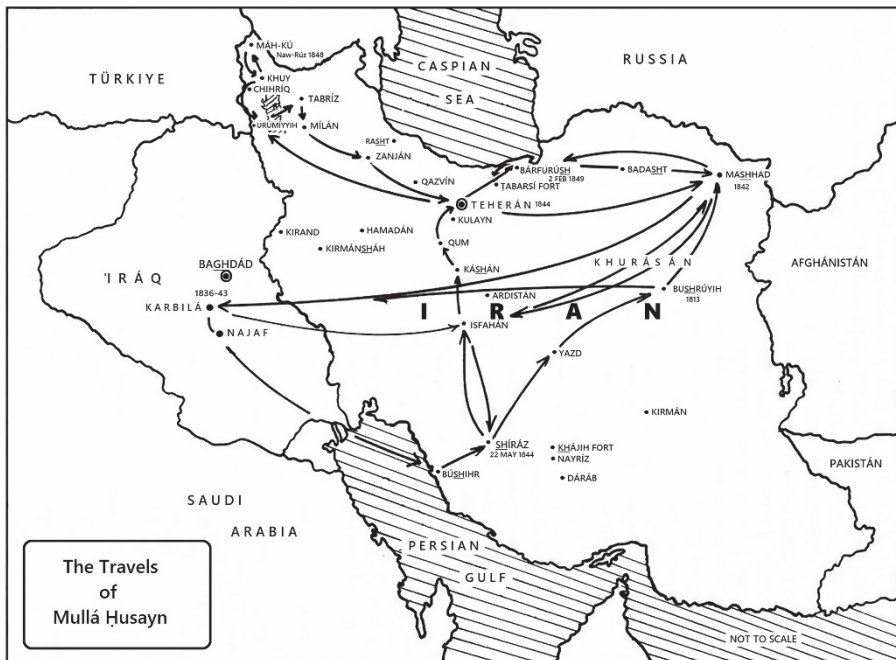 MÁH-KÚ
Naw-Rúz 1848
RUSSIA
CASPIAN
SEA
TÜRKIYE
KHUY
CHIHRÍQ
TABRÍZ
URÚMÍYYIH
MÍLÁN
RASHT
ZANJÁN
QAZVÍN
BÁRFURÚSH
2 FEB 1849
BADASHT
MASHHAD
1842
TABARSÍ FORT
TEHERÁN 1844
KULAYN
KIRAND
HAMADÁN
KIRMÁNSHÁH
QUM
BAGHDÁD
'IRÁQ
KÁSHÁN
KHURÁSÁN
AFGHÁNISTÁN
1836-43
KARBILÁ
ARDISTÁN
BUSHRÚYIH
1813
IRAN
NAJAF
ISFAHÁN
YAZD
KIRMÁN
SHÍRÁZ
22 MAY 1844
KHÁJIH FORT
NAYRÍZ
DÁRÁB
BÚSHIHR
PAKISTÁN
SAUDI
ARABIA
PERSIAN
GULF
The Travels
of
Mullá Ḥusayn
NOT TO SCALE